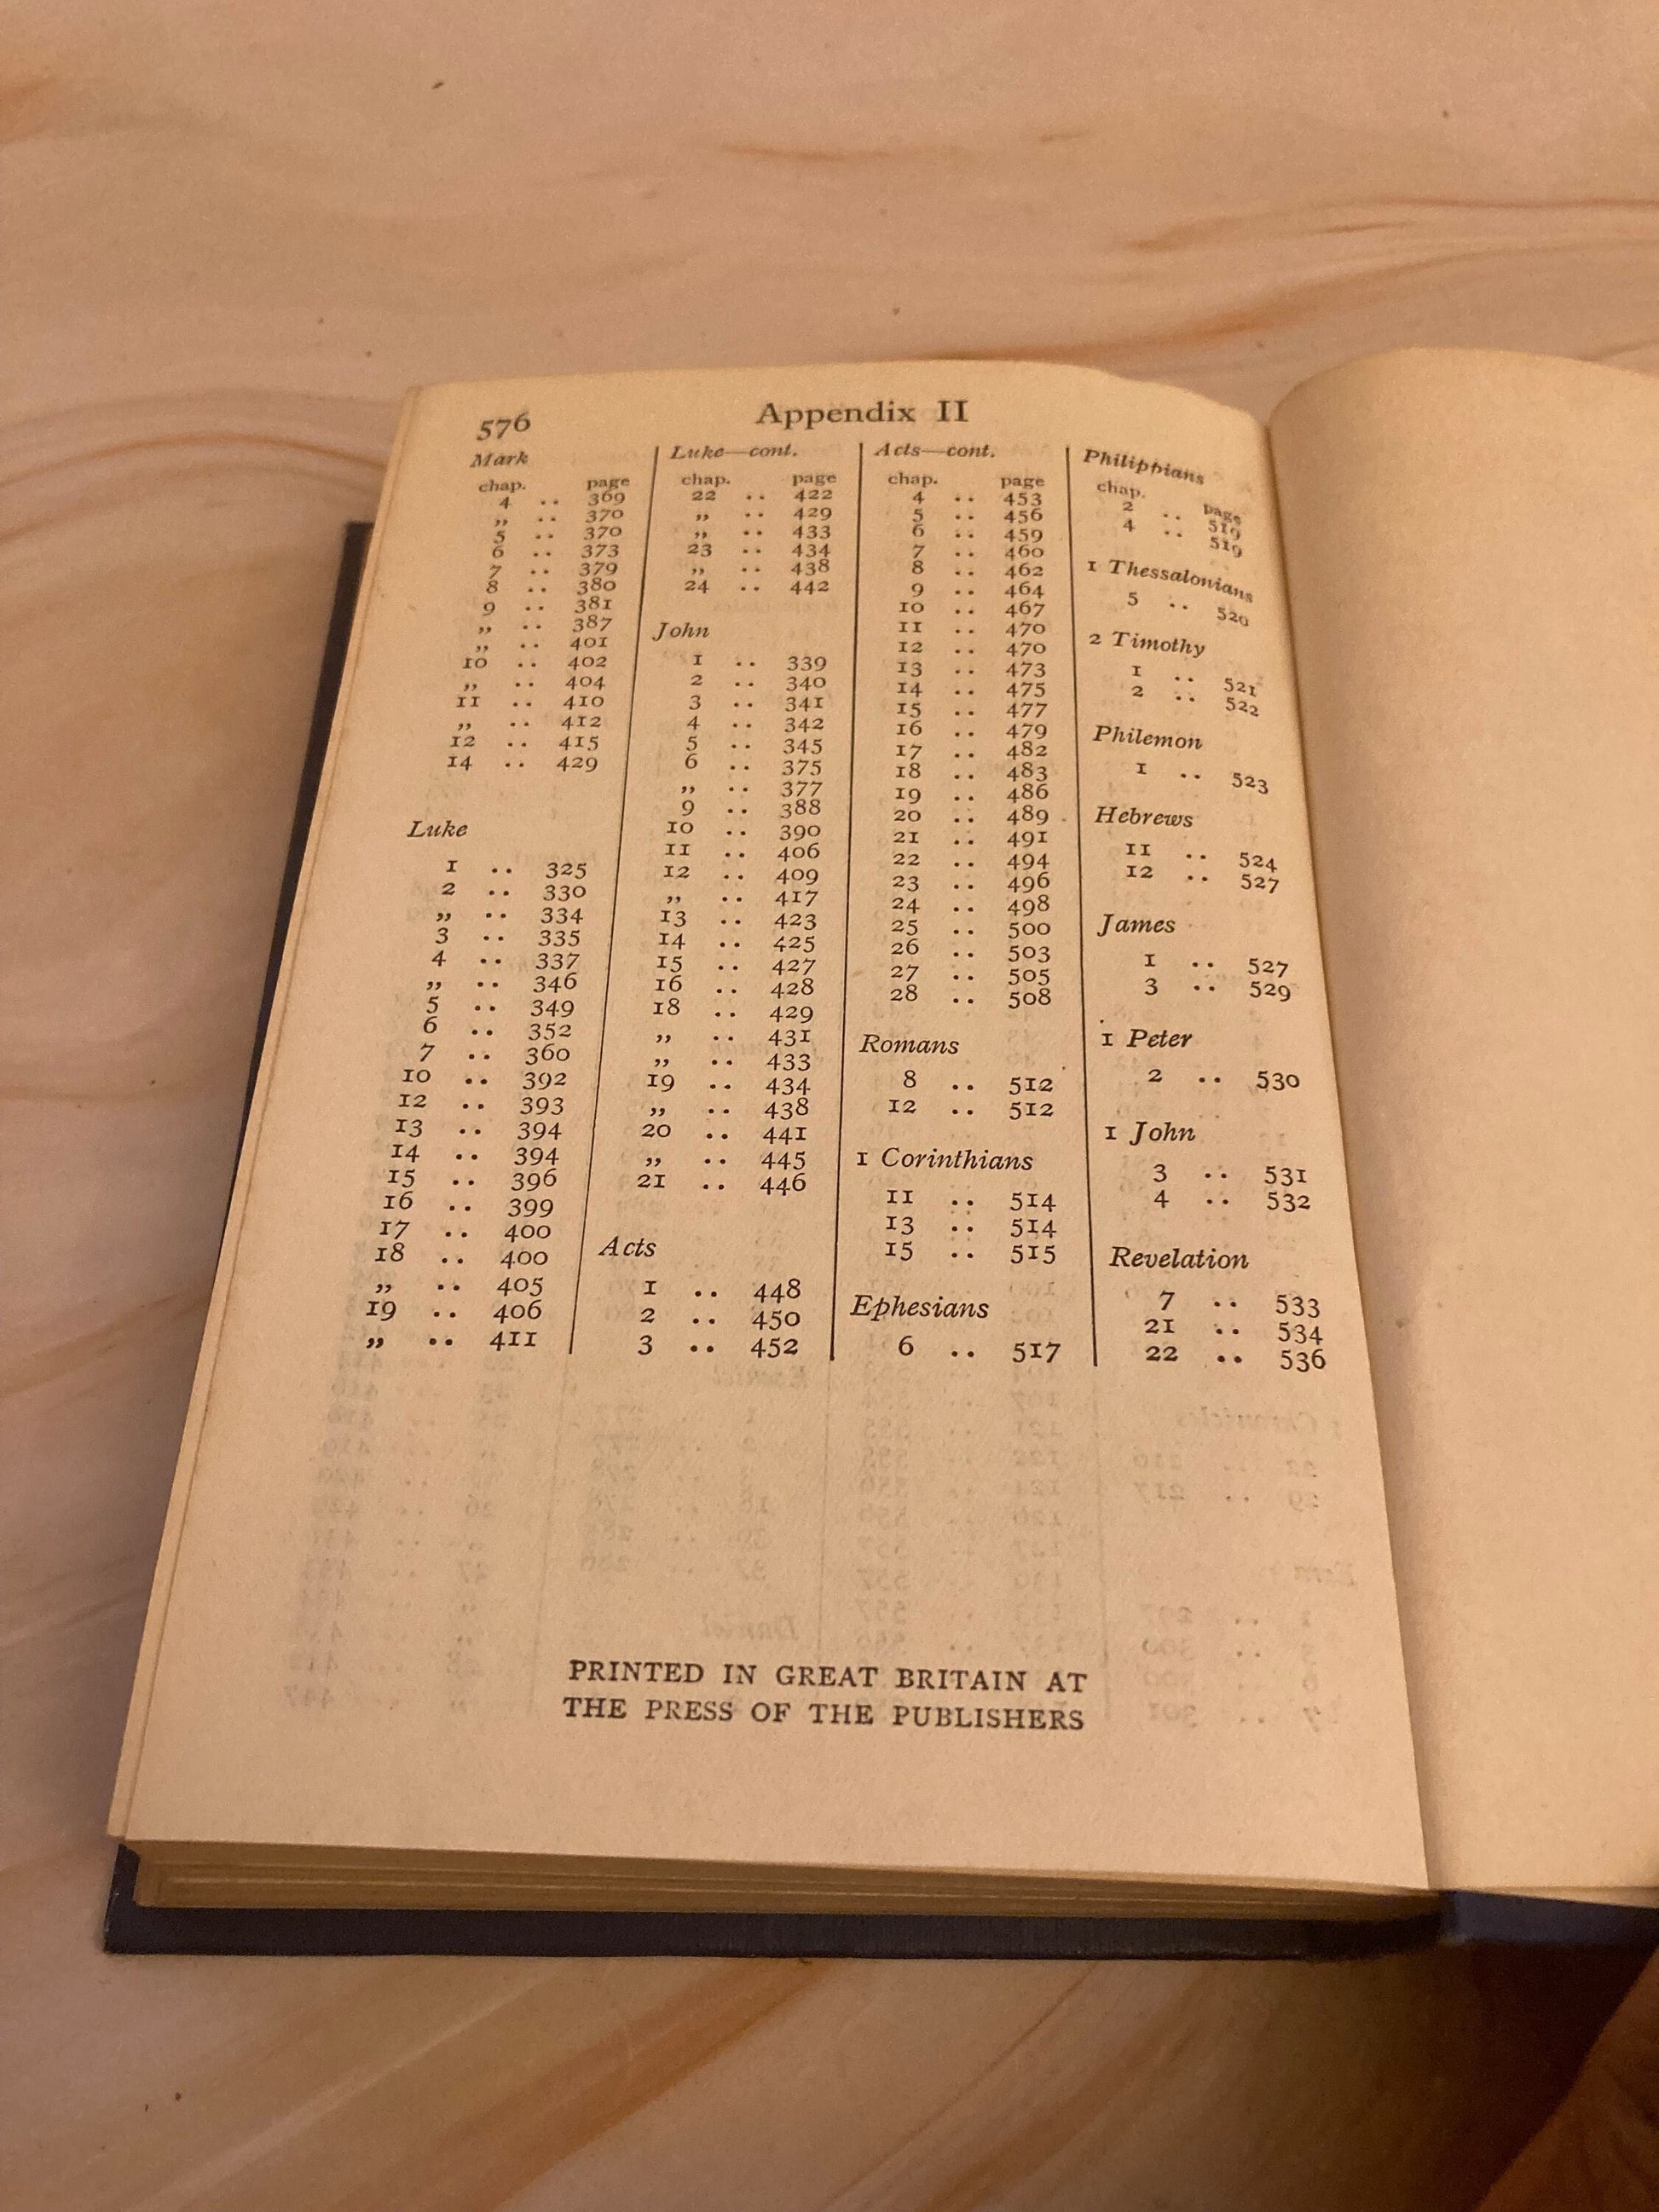 576
Appendix II
Mark
chap. page
4 .. 369
„ .. 370
5 .. 370
6 .. 373
7 .. 379
8 .. 380
9 .. 381
„ .. 387
„ .. 401
10 .. 402
„ .. 404
11 .. 410
„ .. 412
12 .. 415
14 .. 429
Luke
1 .. 325
2 .. 330
„ .. 334
3 .. 335
4 .. 337
„ .. 346
5 .. 349
6 .. 352
7 .. 360
10 .. 392
12 .. 393
13 .. 394
14 .. 394
15 .. 396
16 .. 399
17 .. 400
18 .. 400
„ .. 405
19 .. 406
„ .. 411
Luke—cont.
chap. page
22 .. 422
„ .. 429
„ .. 433
23 .. 434
„ .. 438
24 .. 442
John
1 .. 339
2 .. 340
3 .. 341
4 .. 342
5 .. 345
6 .. 375
„ .. 377
9 .. 388
10 .. 390
11 .. 406
12 .. 409
„ .. 417
13 .. 423
14 .. 425
15 .. 427
16 .. 428
18 .. 429
„ .. 431
„ .. 433
19 .. 434
„ .. 438
20 .. 441
„ .. 445
21 .. 446
Acts
1 .. 448
2 .. 450
3 .. 452
Acts—cont.
chap. page
4 .. 453
5 .. 456
6 .. 459
7 .. 460
8 .. 462
9 .. 464
10 .. 467
11 .. 470
12 .. 470
13 .. 473
14 .. 475
15 .. 477
16 .. 479
17 .. 482
18 .. 483
19 .. 486
20 .. 489
21 .. 491
22 .. 494
23 .. 496
24 .. 498
25 .. 500
26 .. 503
27 .. 505
28 .. 508
Romans
8 .. 512
12 .. 512
1 Corinthians
11 .. 514
13 .. 514
15 .. 515
Ephesians
6 .. 517
Philippians
chap. page
2 .. 519
4 .. 519
1 Thessalonians
5 .. 520
2 Timothy
1 .. 521
2 .. 522
Philemon
1 .. 523
Hebrews
11 .. 524
12 .. 527
James
1 .. 527
3 .. 529
1 Peter
2 .. 530
1 John
3 .. 531
4 .. 532
Revelation
7 .. 533
21 .. 534
22 .. 536
PRINTED IN GREAT BRITAIN AT
THE PRESS OF THE PUBLISHERS